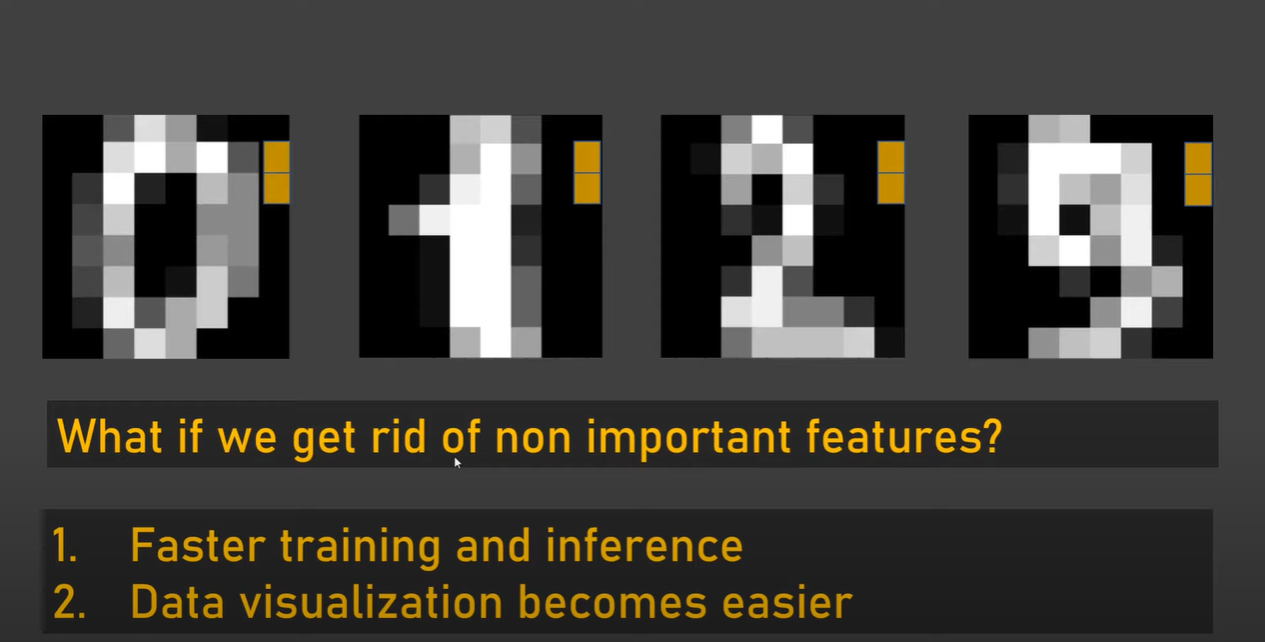 What if we get rid of non important features?
1. Faster training and inference
2. Data visualization becomes easier